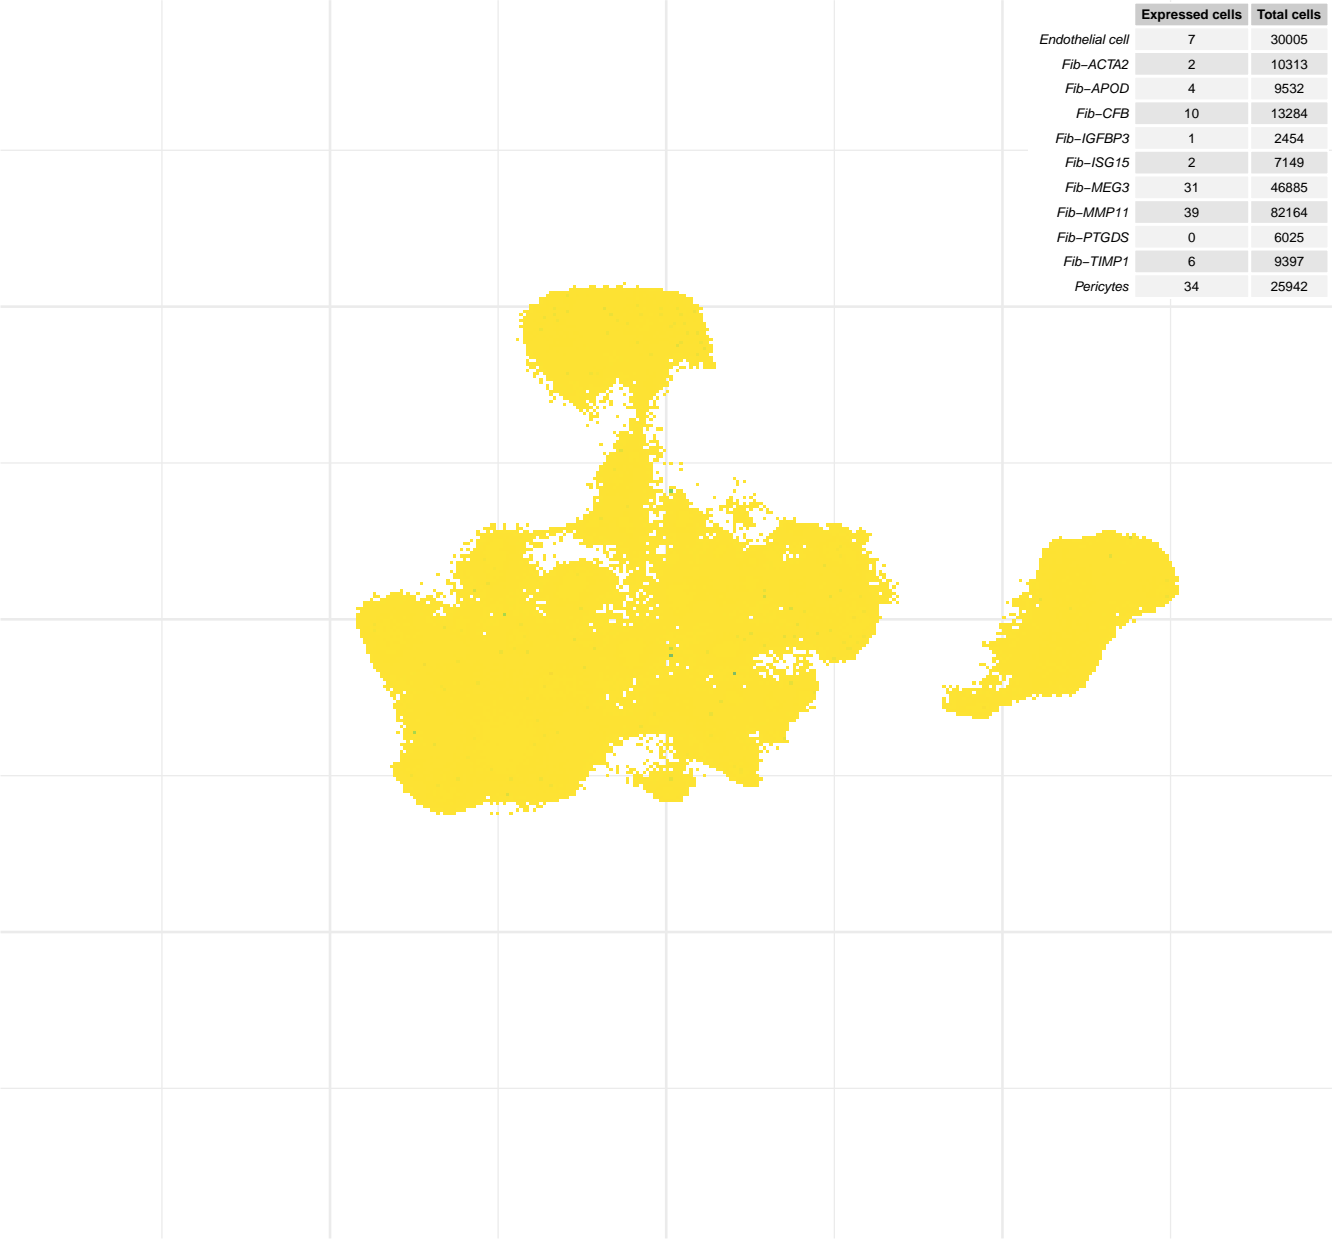 Expressed cells Total cells
Endothelial cell 7 30005
Fib−ACTA2 2 10313
Fib−APOD 4 9532
Fib−CFB 10 13284
Fib−IGFBP3 1 2454
Fib−ISG15 2 7149
Fib−MEG3 31 46885
Fib−MMP11 39 82164
Fib−PTGDS 0 6025
Fib−TIMP1 6 9397
Pericytes 34 25942